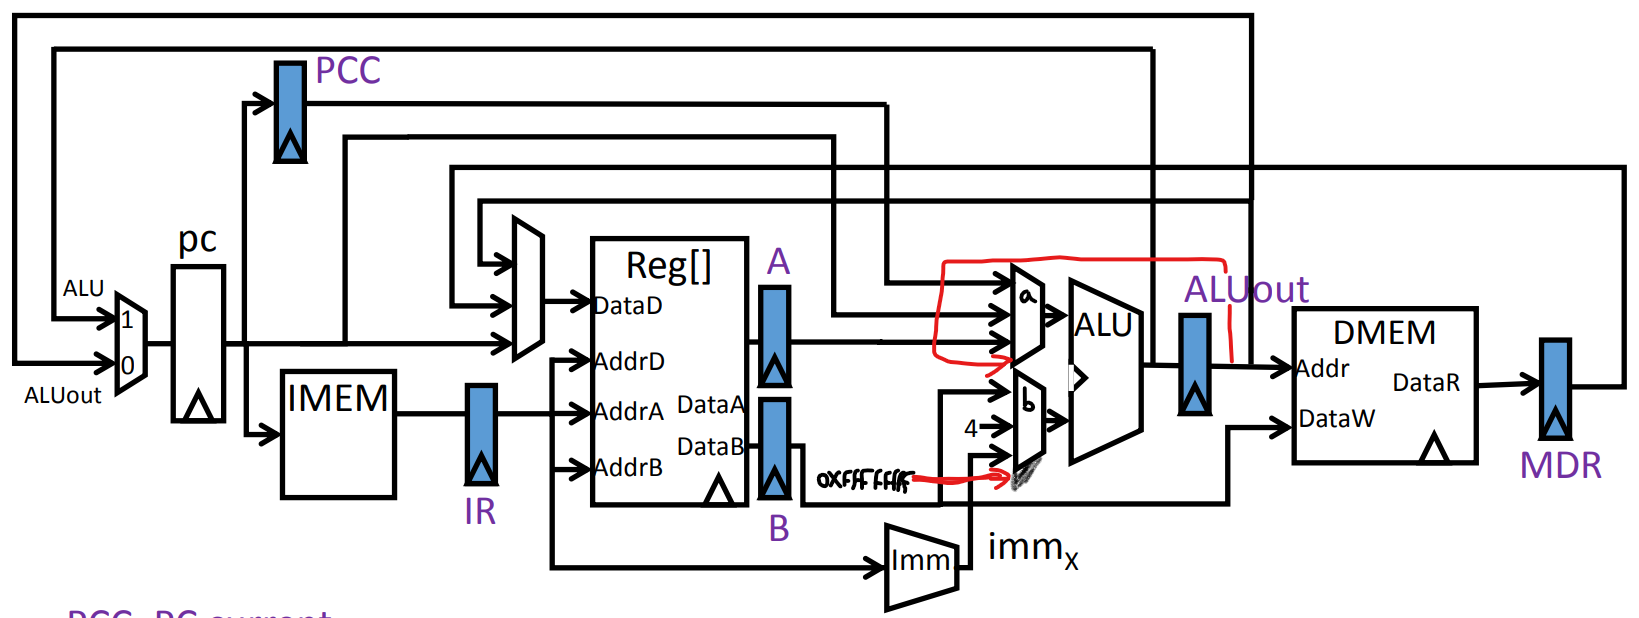 PCC
pc
ALU
1
0
ALUout
IMEM
IR
Reg[]
DataD
AddrD
AddrA
AddrB
DataA
DataB
A
B
a
b
4
Imm
immx
ALU
ALUout
DMEM
Addr
DataR
DataW
MDR